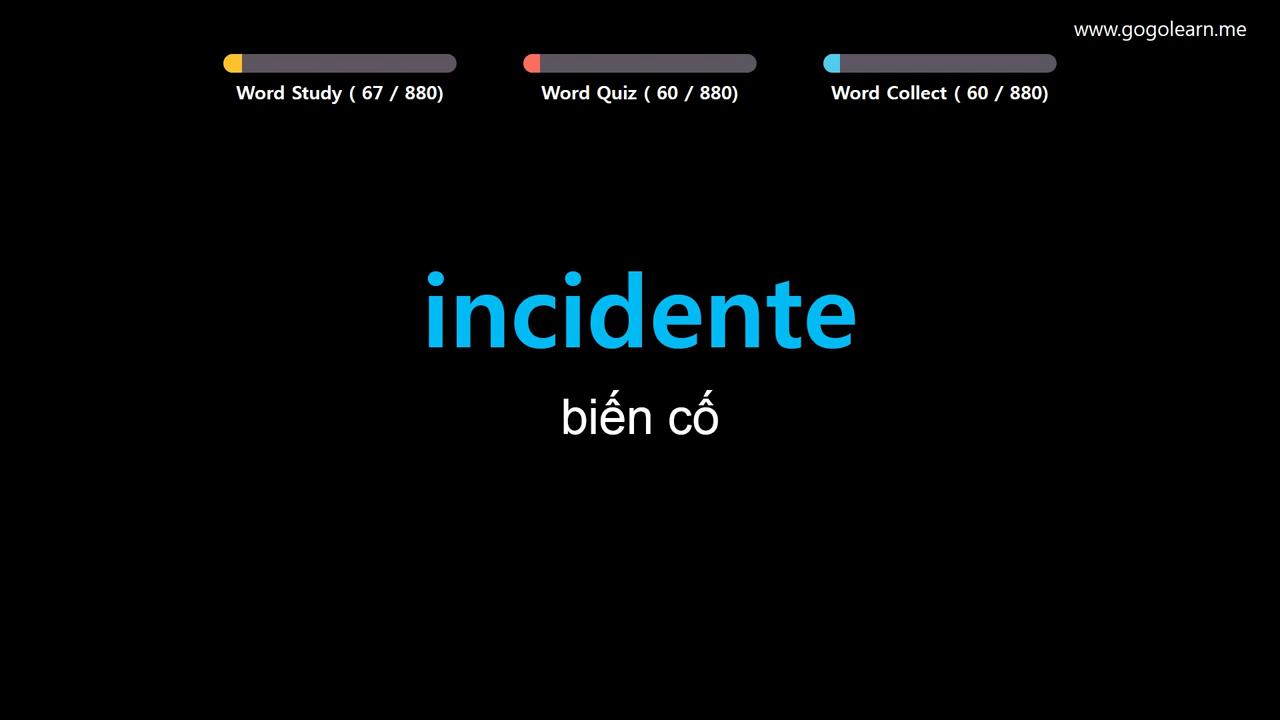 www.gogolearn.me
Word Study ( 67 / 880)
Word Quiz ( 60 / 880)
Word Collect ( 60 / 880)
incidente
biến cố